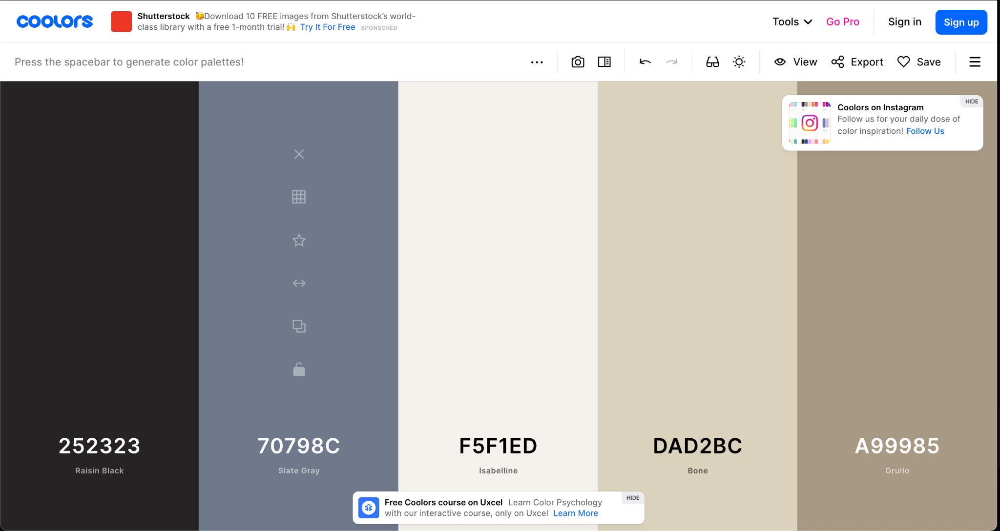 coolors
Shutterstock 🥳Download 10 FREE images from Shutterstock’s world-
class library with a free 1-month trial! 🙌 Try It For Free SPONSORED
Tools Go Pro Sign in Sign up
Press the spacebar to generate color palettes!
View Export Save
HIDE
Coolors on Instagram
Follow us for your daily dose of
color inspiration! Follow Us
252323
Raisin Black
70798C
Slate Gray
F5F1ED
Isabelline
DAD2BC
Bone
A99985
Grullo
HIDE
Free Coolors course on Uxcel Learn Color Psychology
with our interactive course, only on Uxcel Learn More